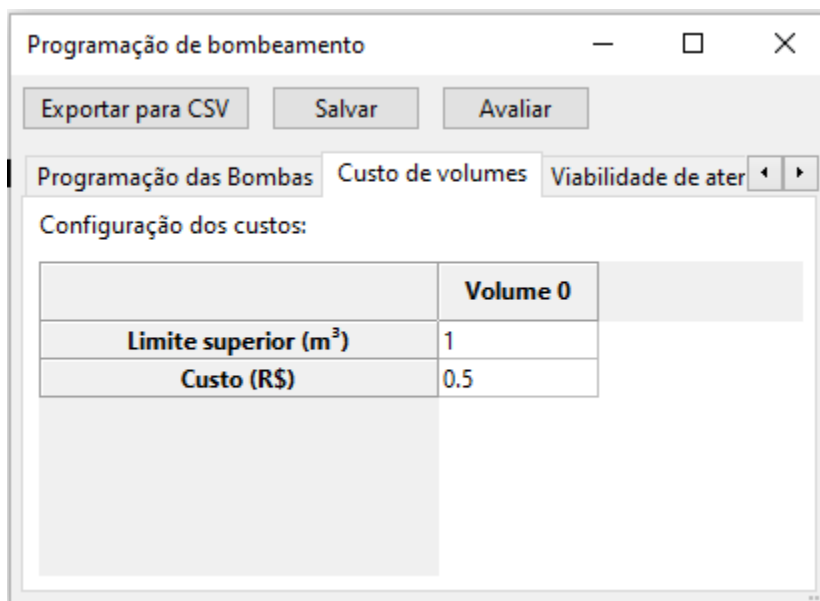 Programação de bombeamento
Exportar para CSV Salvar Avaliar
Programação das Bombas Custo de volumes Viabilidade de ater
Configuração dos custos:
Volume 0
Limite superior (m³) 1
Custo (R$) 0.5